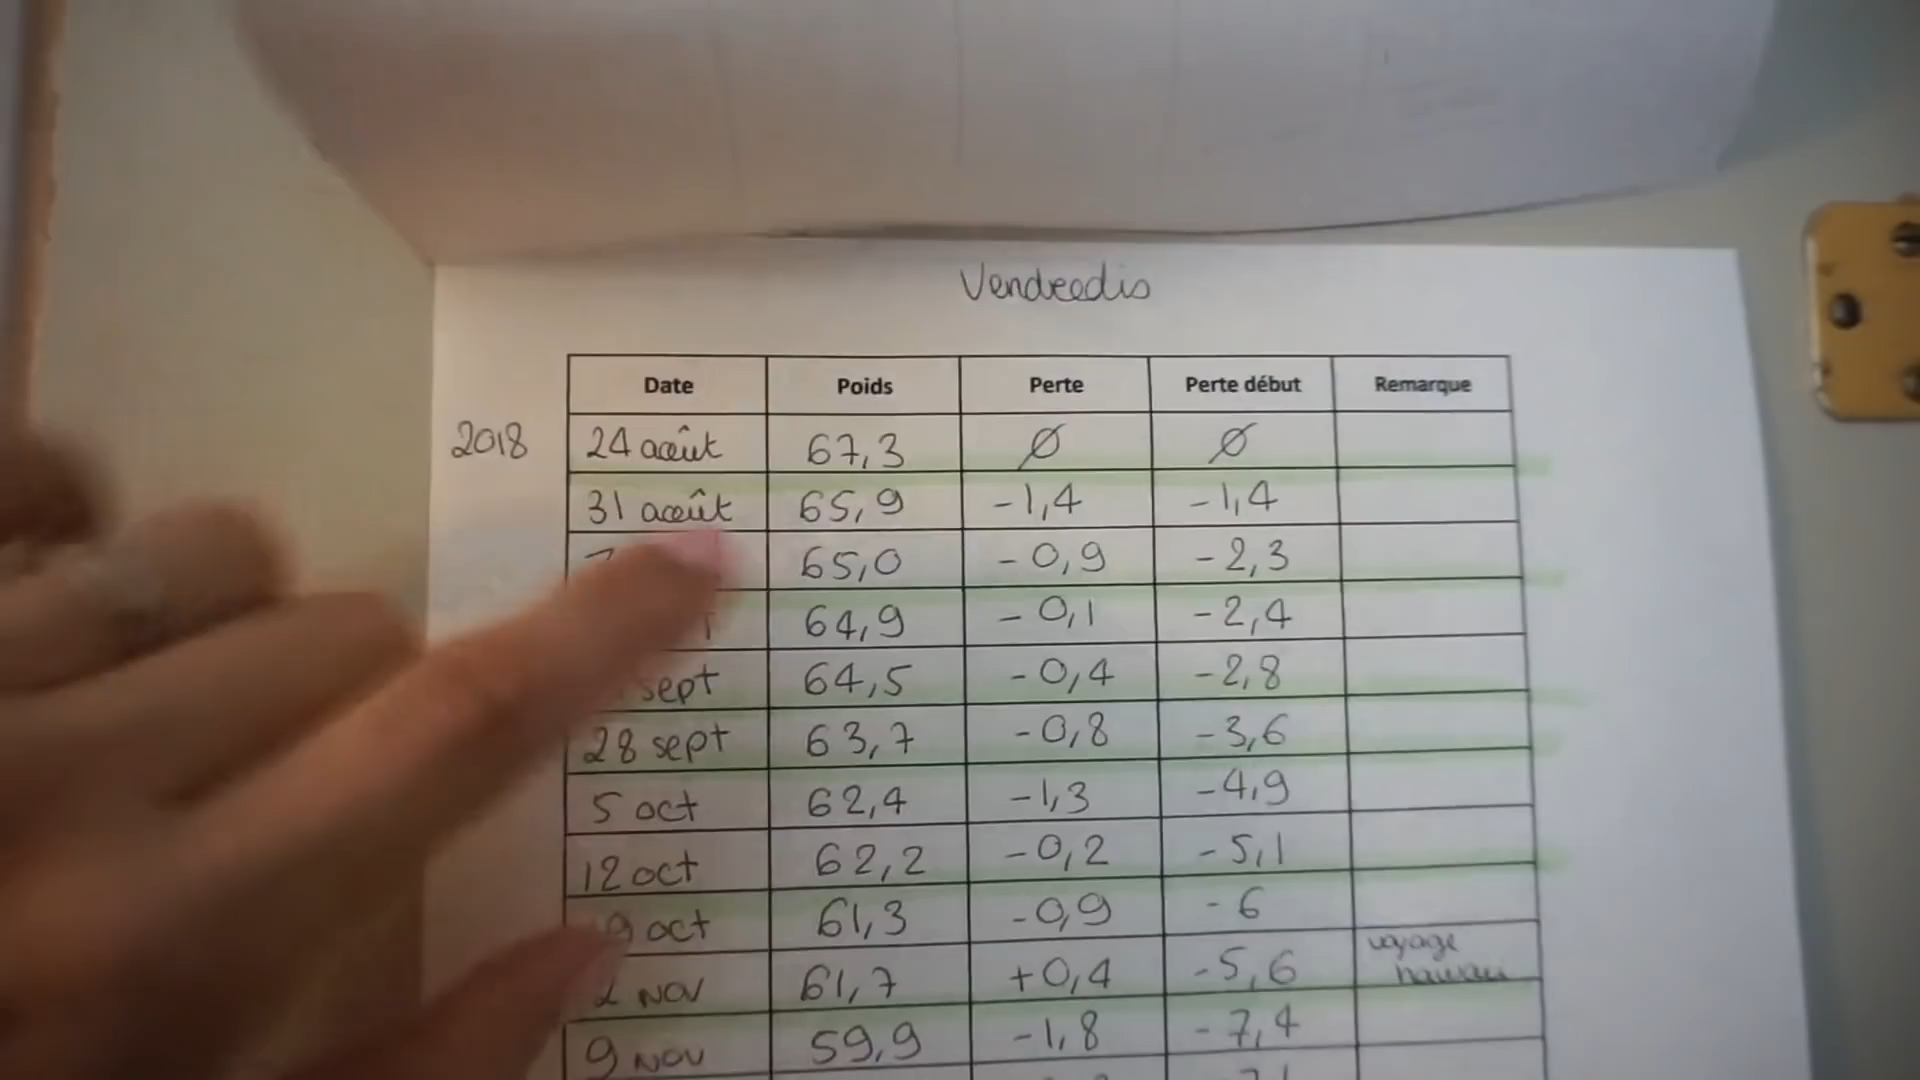 Vendredis
Date Poids Perte Perte début Remarque
2018 24 août 67,3 Ø Ø
31 août 65,9 -1,4 -1,4
65,0 -0,9 -2,3
64,9 -0,1 -2,4
sept 64,5 -0,4 -2,8
28 sept 63,7 -0,8 -3,6
5 oct 62,4 -1,3 -4,9
12 oct 62,2 -0,2 -5,1
9 oct 61,3 -0,9 -6
2 nov 61,7 +0,4 -5,6 voyage
9 nov 59,9 -1,8 -7,4